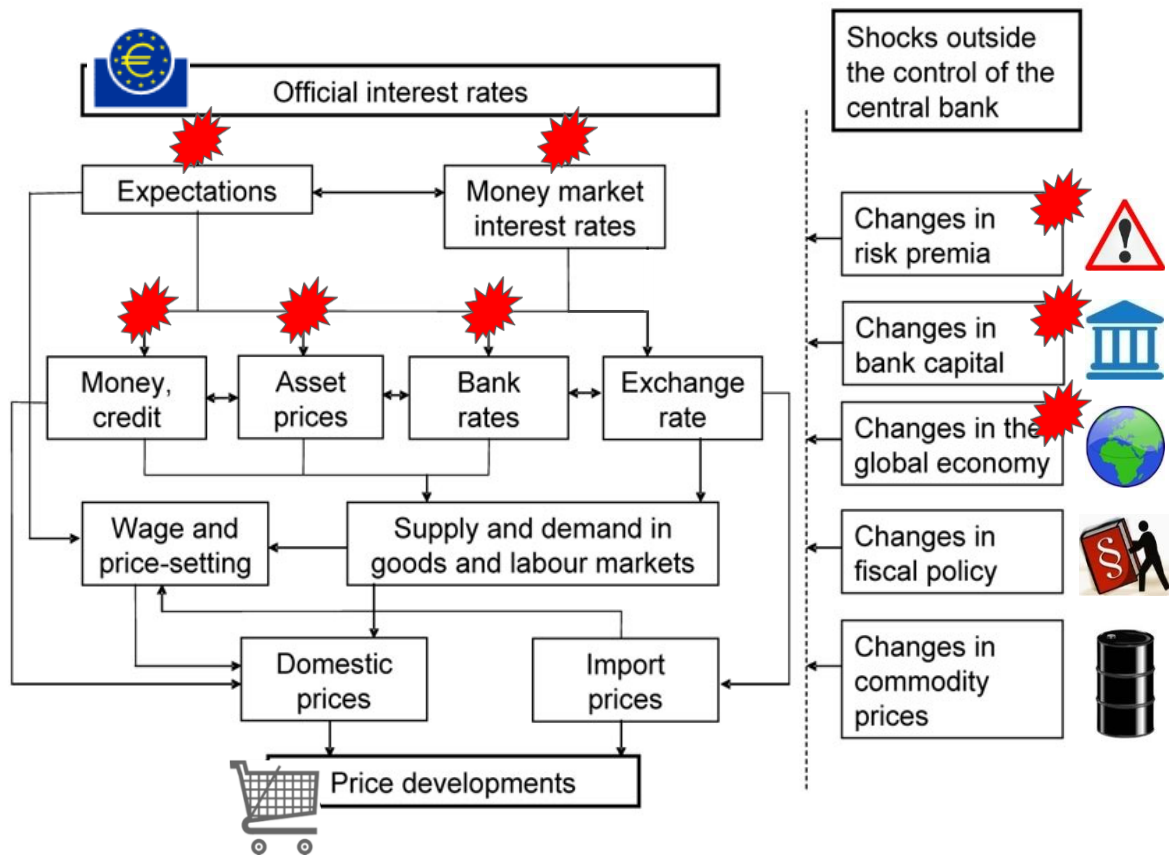 €
Official interest rates
Shocks outside
the control of the
central bank
Expectations
Money market
interest rates
Changes in
risk premia
!
Changes in
bank capital
Money,
credit
Asset
prices
Bank
rates
Exchange
rate
Changes in the
global economy
Wage and
price-setting
Supply and demand in
goods and labour markets
Changes in
fiscal policy
§
Domestic
prices
Import
prices
Changes in
commodity
prices
Price developments